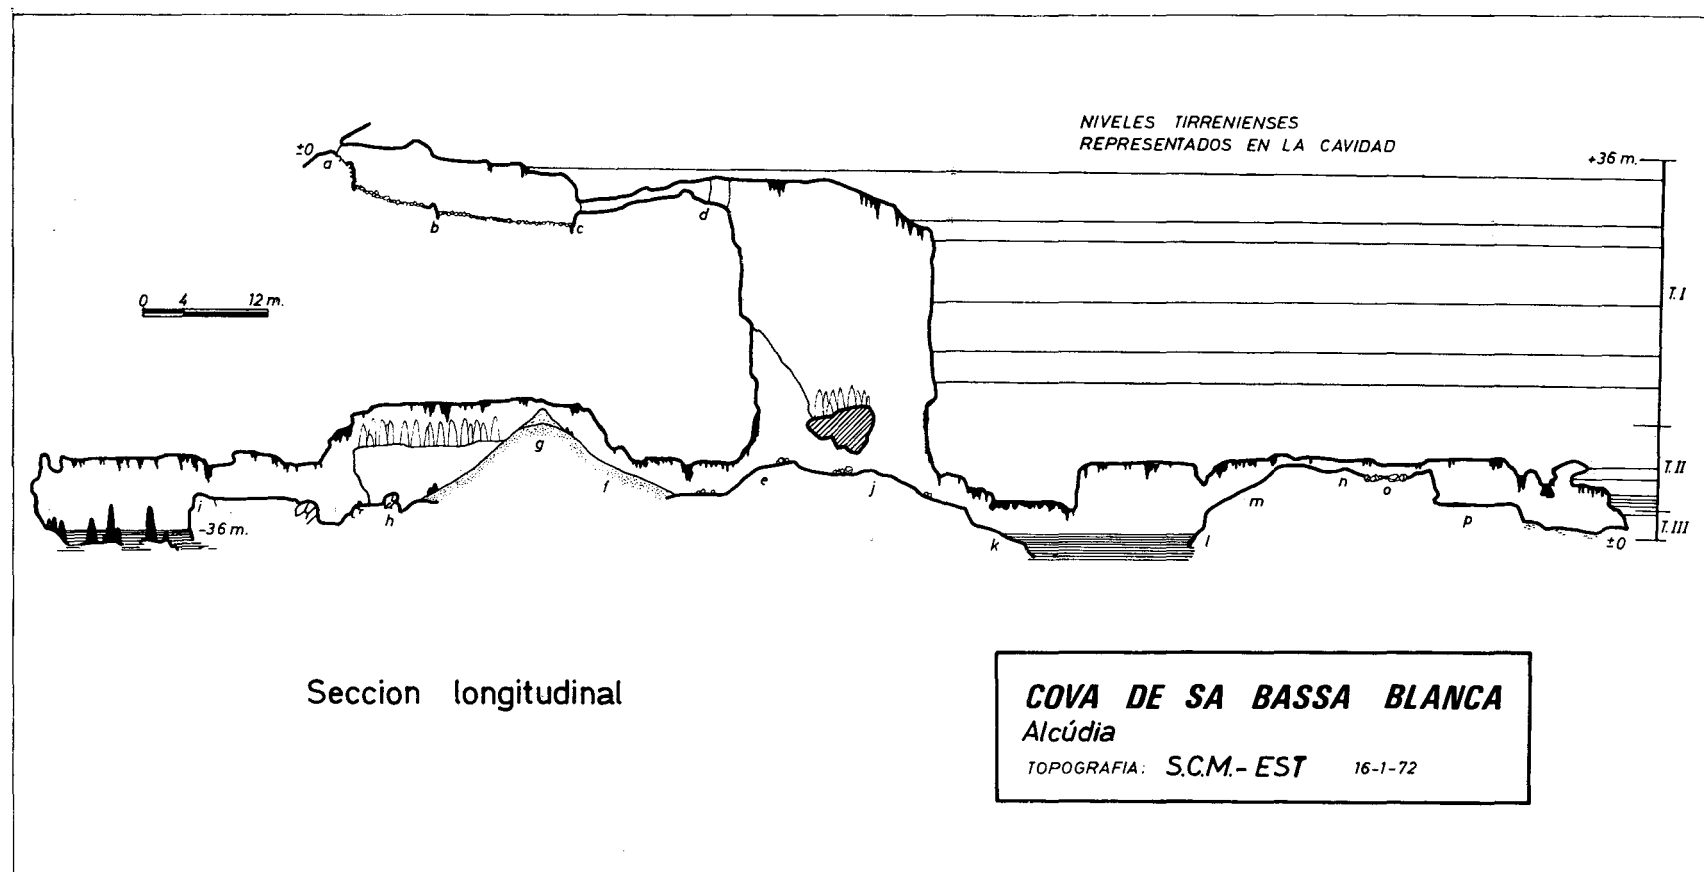 NIVELES TIRRENIENSES
REPRESENTADOS EN LA CAVIDAD
+36 m.
±0
a
b
c
d
0 4 12 m.
T.I
g
f
e
j
h
i
-36 m.
k
l
m
n
o
p
T.II
T.III
±0
Seccion longitudinal
COVA DE SA BASSA BLANCA
Alcúdia
TOPOGRAFIA: S.C.M.-EST 16-1-72